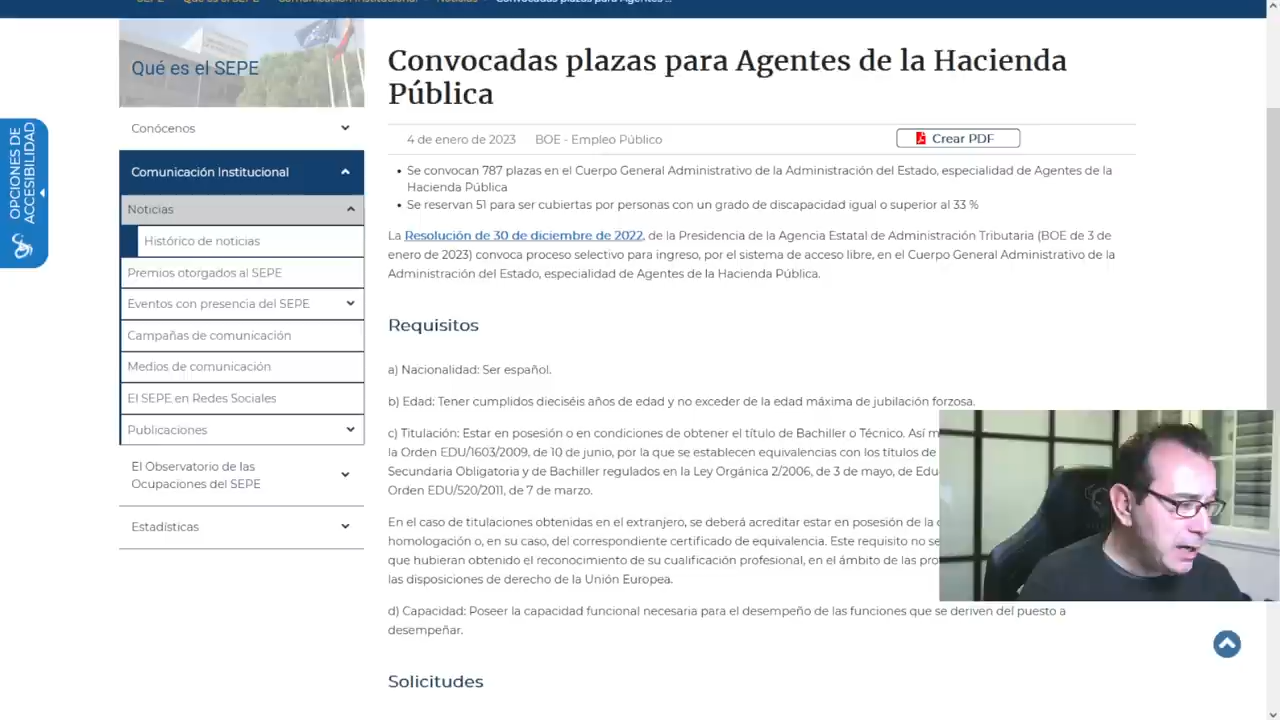 SEPE Qué es el SEPE Comunicación Institucional Noticias Convocadas plazas para Agentes ...
Qué es el SEPE
Conócenos
Comunicación Institucional
Noticias
Histórico de noticias
Premios otorgados al SEPE
Eventos con presencia del SEPE
Campañas de comunicación
Medios de comunicación
El SEPE en Redes Sociales
Publicaciones
El Observatorio de las
Ocupaciones del SEPE
Estadísticas
OPCIONES DE
ACCESIBILIDAD
Convocadas plazas para Agentes de la Hacienda
Pública
4 de enero de 2023 BOE - Empleo Público
Crear PDF
• Se convocan 787 plazas en el Cuerpo General Administrativo de la Administración del Estado, especialidad de Agentes de la
Hacienda Pública
• Se reservan 51 para ser cubiertas por personas con un grado de discapacidad igual o superior al 33 %
La Resolución de 30 de diciembre de 2022, de la Presidencia de la Agencia Estatal de Administración Tributaria (BOE de 3 de
enero de 2023) convoca proceso selectivo para ingreso, por el sistema de acceso libre, en el Cuerpo General Administrativo de la
Administración del Estado, especialidad de Agentes de la Hacienda Pública.
Requisitos
a) Nacionalidad: Ser español.
b) Edad: Tener cumplidos dieciséis años de edad y no exceder de la edad máxima de jubilación forzosa.
c) Titulación: Estar en posesión o en condiciones de obtener el título de Bachiller o Técnico. Así
la Orden EDU/1603/2009, de 10 de junio, por la que se establecen equivalencias con los títulos de
Secundaria Obligatoria y de Bachiller regulados en la Ley Orgánica 2/2006, de 3 de mayo, de
Orden EDU/520/2011, de 7 de marzo.
En el caso de titulaciones obtenidas en el extranjero, se deberá acreditar estar en posesión de la
homologación o, en su caso, del correspondiente certificado de equivalencia. Este requisito no
que hubieran obtenido el reconocimiento de su cualificación profesional, en el ámbito de las
las disposiciones de derecho de la Unión Europea.
d) Capacidad: Poseer la capacidad funcional necesaria para el desempeño de las funciones que se deriven del puesto a
desempeñar.
Solicitudes